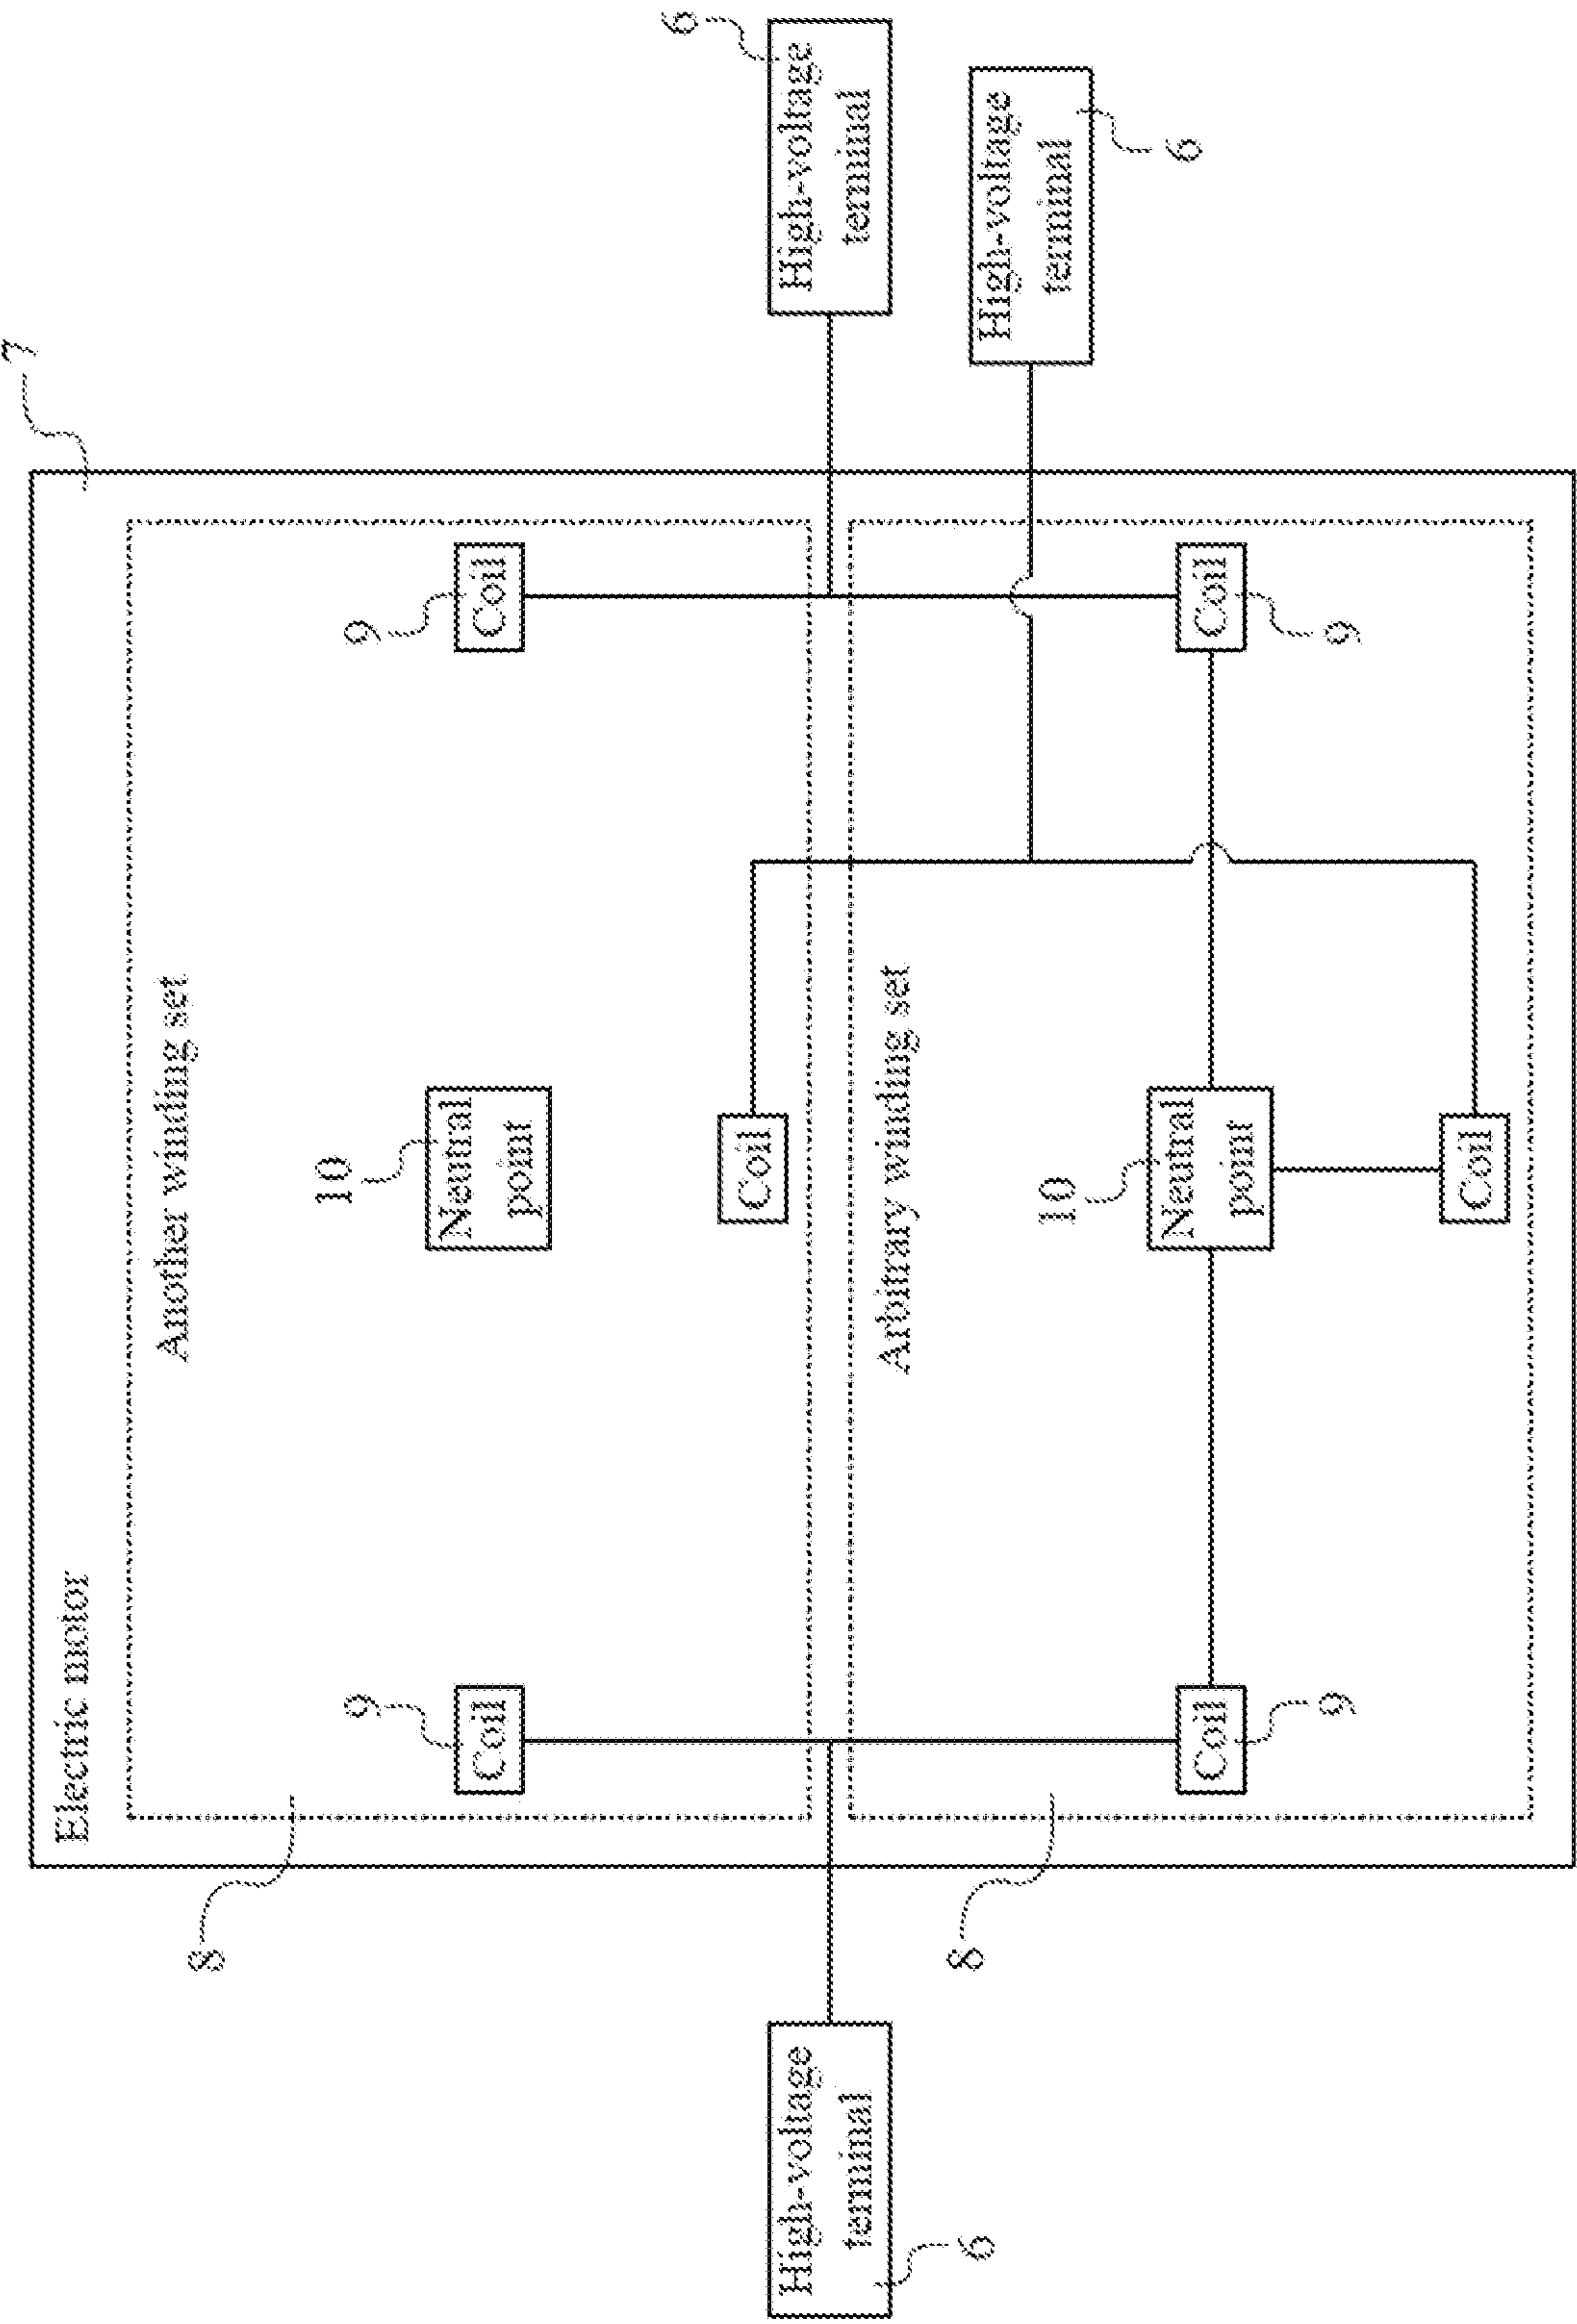 7
Electric motor
Another winding set
8
10
9
9
Coil
Neutral
point
Coil
6
Coil
High-voltage
terminal
High-voltage
terminal
Arbitrary winding set
8
6
High-voltage
terminal
10
6
Coil
Neutral
point
Coil
9
9
Coil